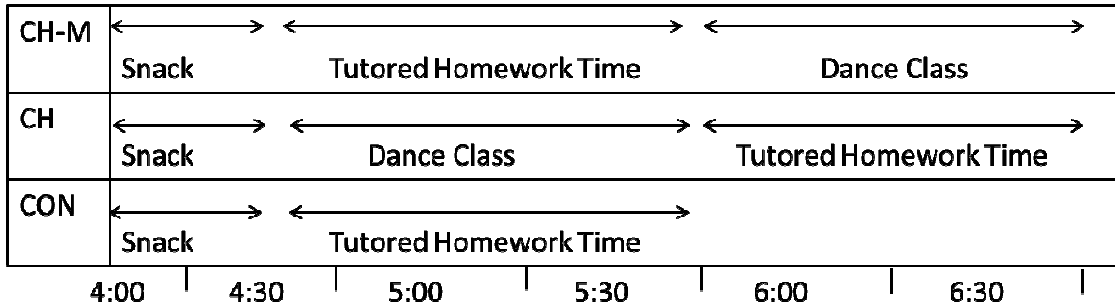 CH-M
Snack Tutored Homework Time Dance Class
CH
Snack Dance Class Tutored Homework Time
CON
Snack Tutored Homework Time
4:00 4:30 5:00 5:30 6:00 6:30